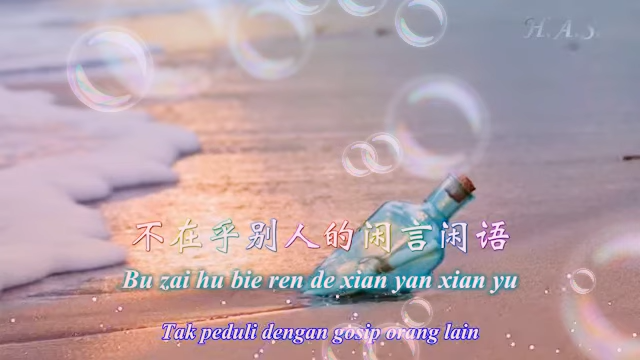 H. A. S.
不在乎别人的闲言闲语
Bu zai hu bie ren de xian yan xian yu
Tak peduli dengan gosip orang lain